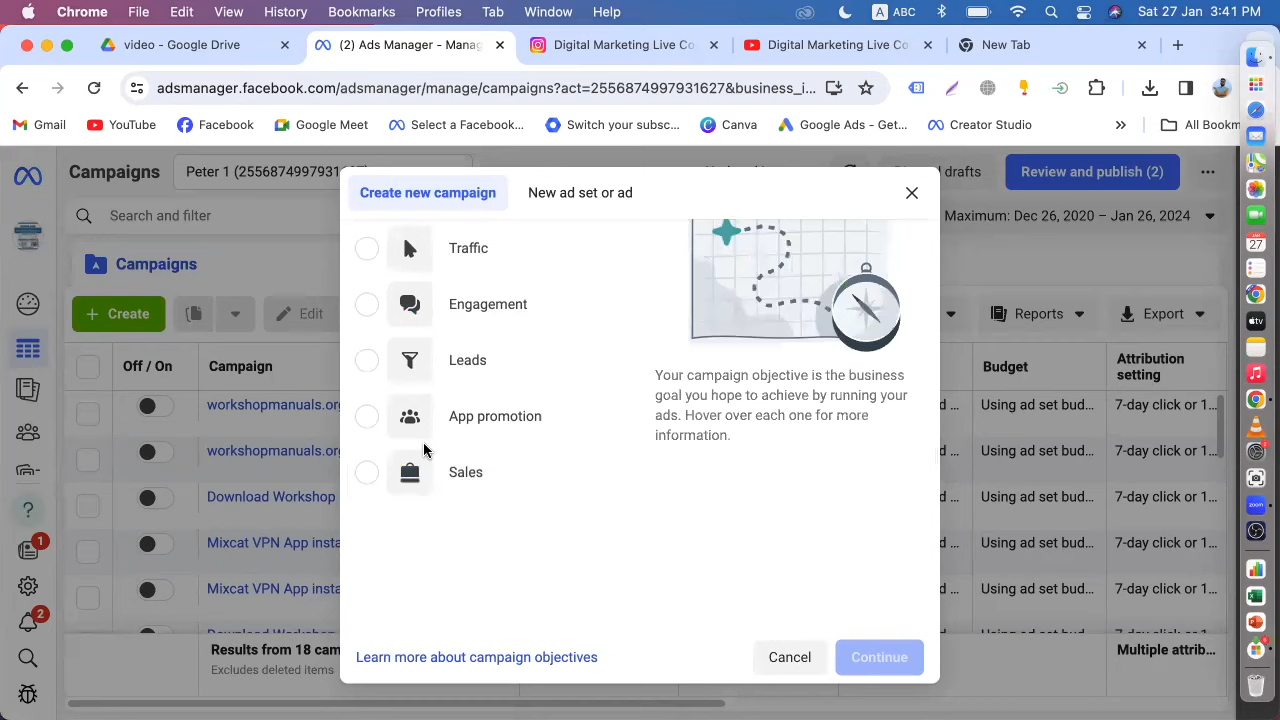 Chrome File Edit View History Bookmarks Profiles Tab Window Help A ABC Sat 27 Jan 3:41 PM
video - Google Drive (2) Ads Manager - Manag Digital Marketing Live Co Digital Marketing Live Co New Tab
adsmanager.facebook.com/adsmanager/manage/campaigns?act=2556874997931627&business_i...
Gmail YouTube Facebook Google Meet Select a Facebook... Switch your subsc... Canva Google Ads - Get... Creator Studio All Bookm
Campaigns Peter 1 (2556874997931 drafts Review and publish (2)
Create new campaign New ad set or ad
Search and filter Maximum: Dec 26, 2020 – Jan 26, 2024
Traffic
Campaigns
Engagement
Create Edit Reports Export
Leads
Off / On Campaign Budget Attribution setting
Your campaign objective is the business
goal you hope to achieve by running your
ads. Hover over each one for more
information.
App promotion
Sales
workshopmanuals.or Using ad set bud... 7-day click or 1...
workshopmanuals.or Using ad set bud... 7-day click or 1...
Download Workshop Using ad set bud... 7-day click or 1...
Mixcat VPN App insta Using ad set bud... 7-day click or 1...
Mixcat VPN App insta Using ad set bud... 7-day click or 1...
Results from 18 cam Multiple attrib...
Excludes deleted items
Learn more about campaign objectives Cancel Continue
1
2
27
tv
zoom